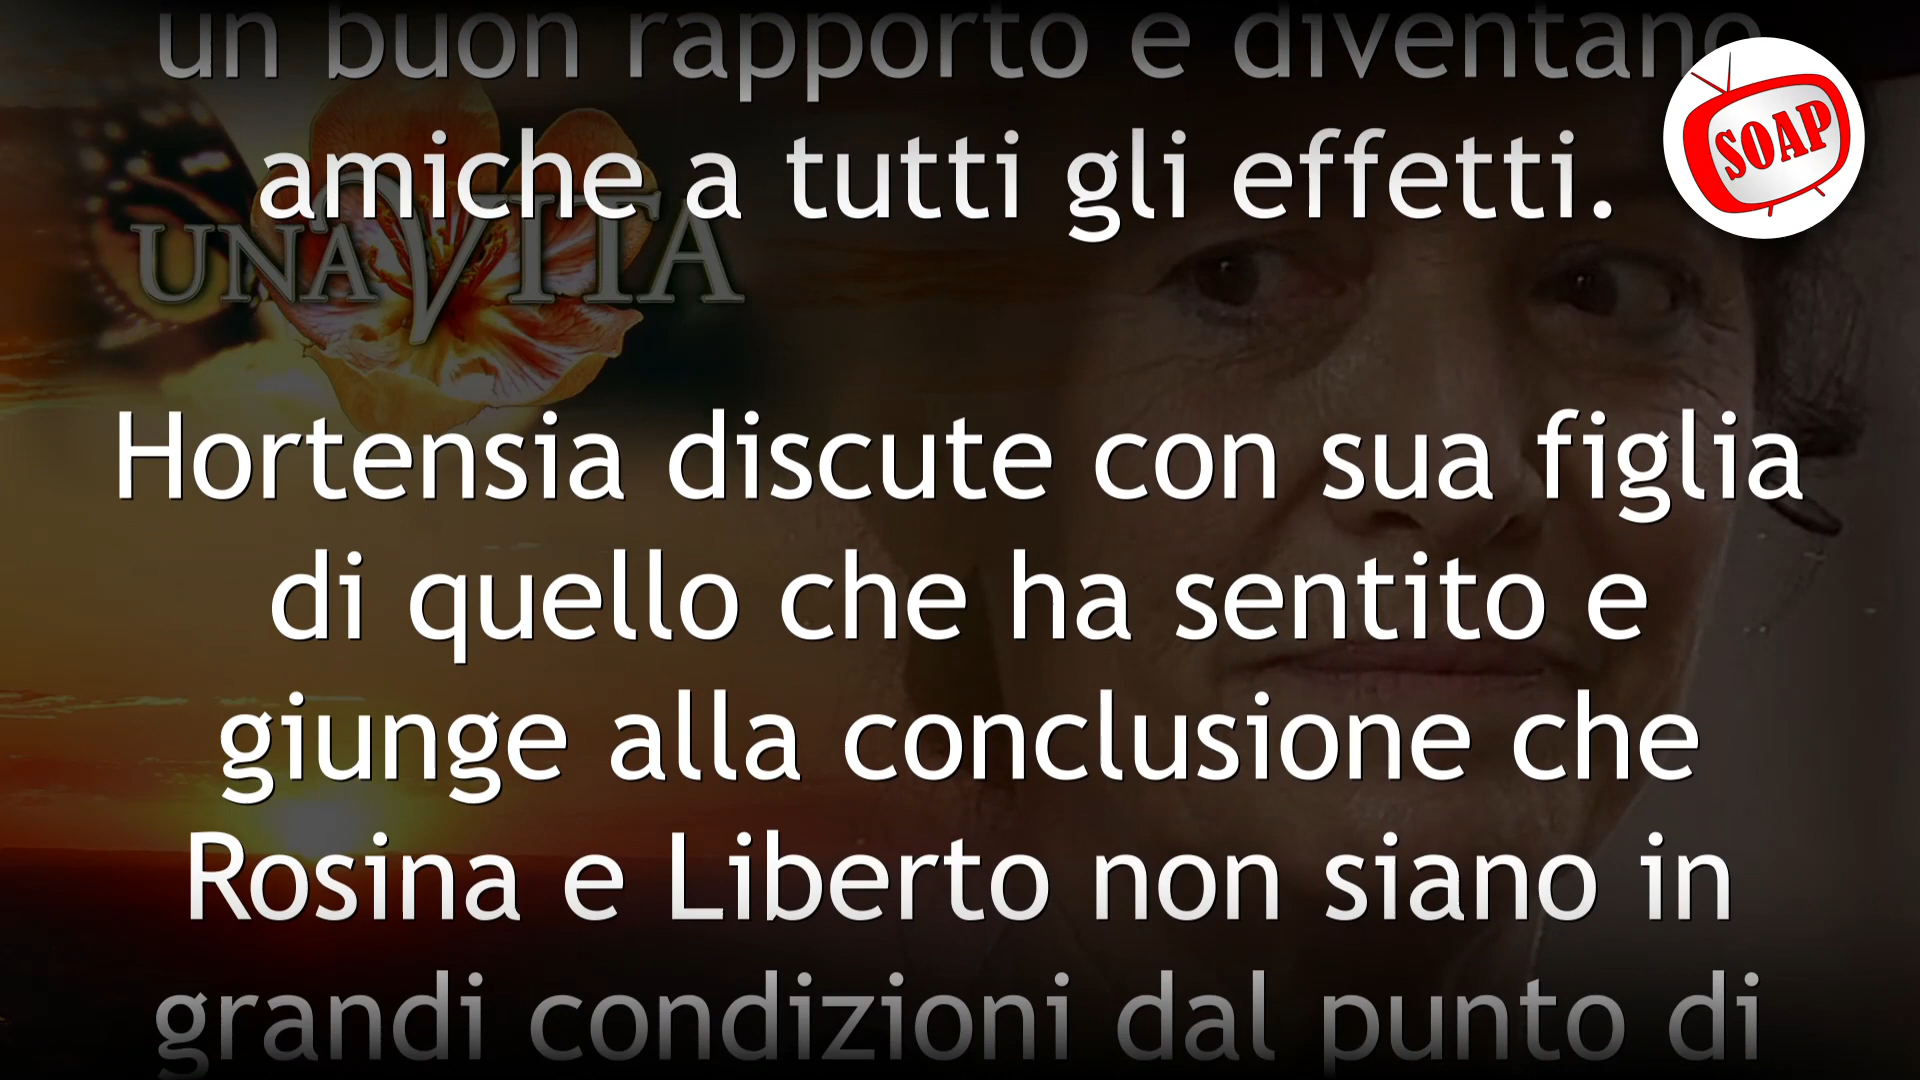 un buon rapporto e diventano
amiche a tutti gli effetti.
SOAP
UNA VITA
Hortensia discute con sua figlia
di quello che ha sentito e
giunge alla conclusione che
Rosina e Liberto non siano in
grandi condizioni dal punto di